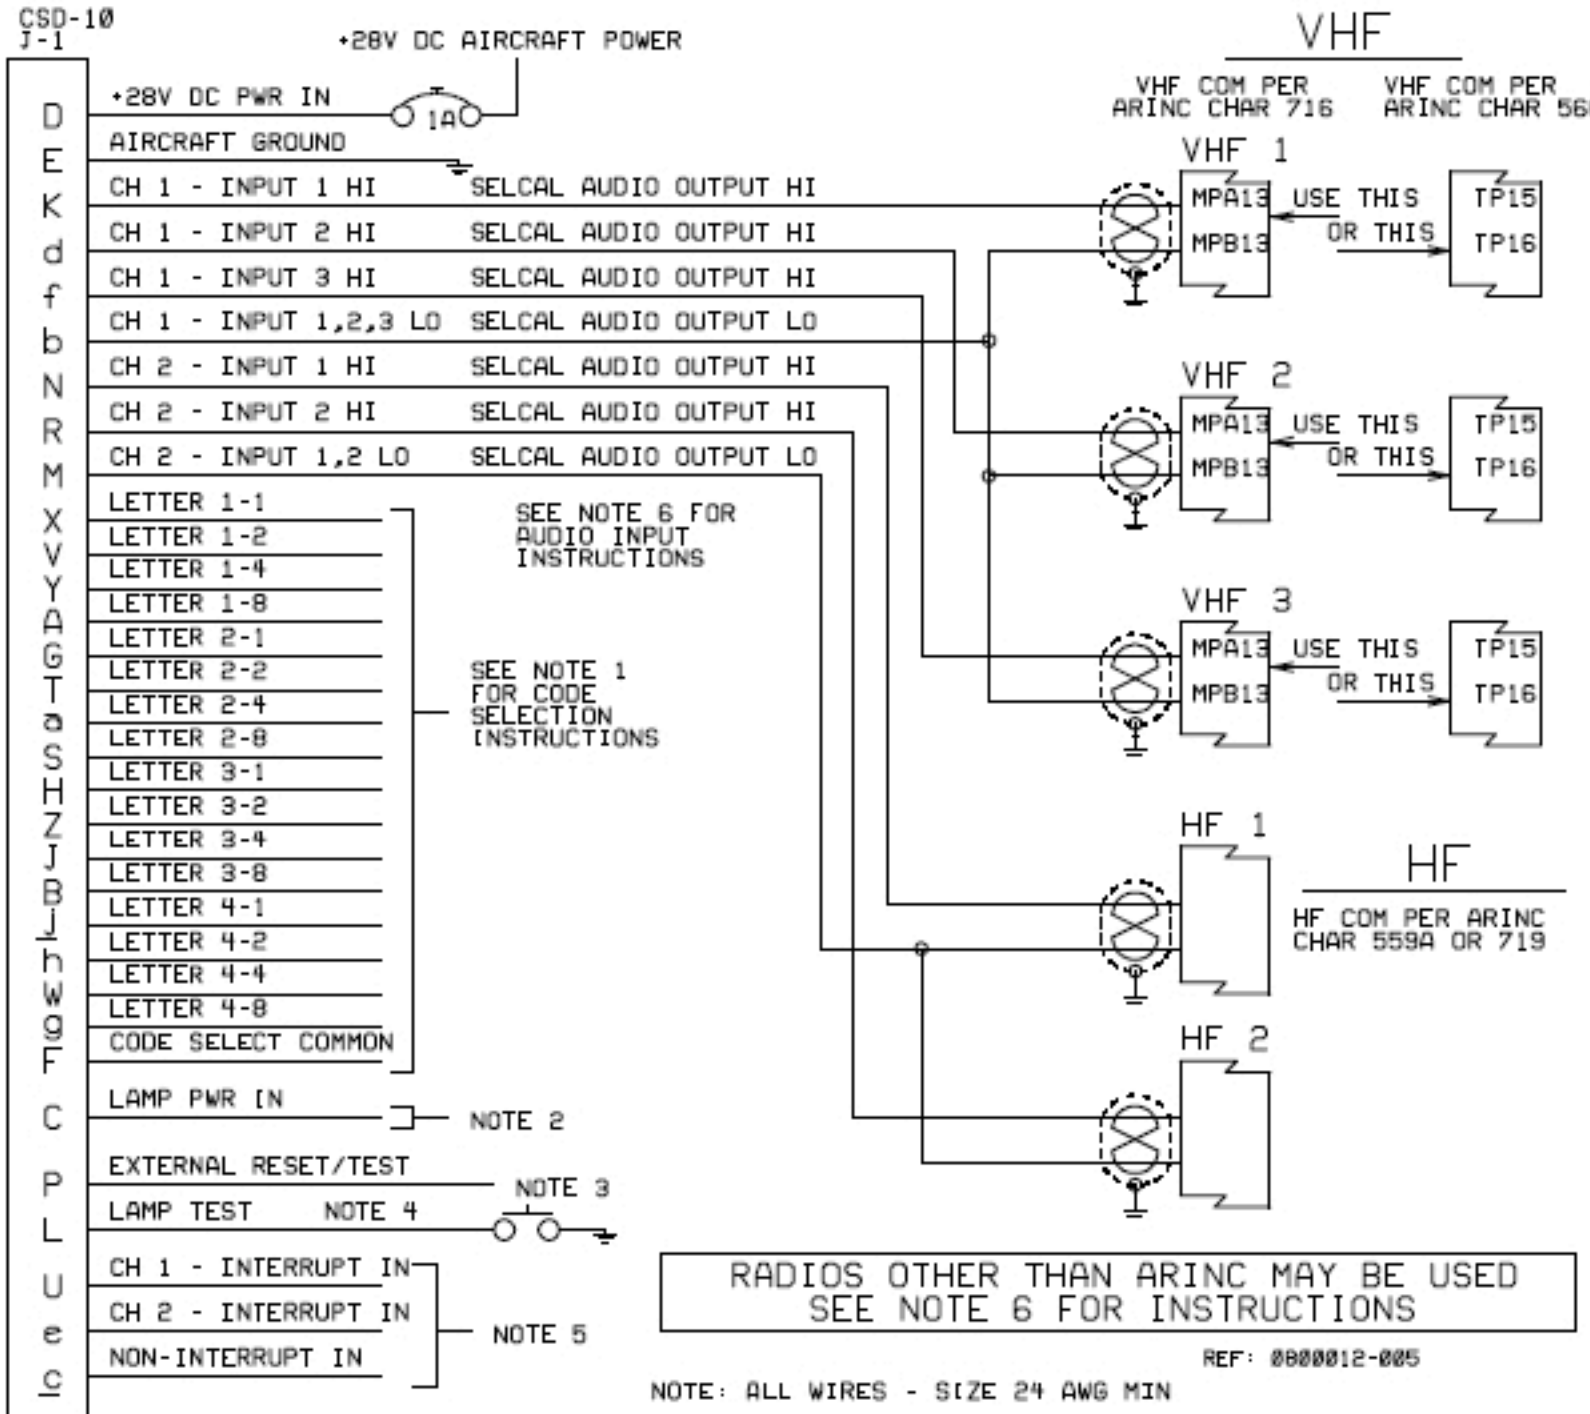 CSD-10
J-1
+28V DC AIRCRAFT POWER
D +28V DC PWR IN 1A
E AIRCRAFT GROUND
K CH 1 - INPUT 1 HI SELCAL AUDIO OUTPUT HI
d CH 1 - INPUT 2 HI SELCAL AUDIO OUTPUT HI
f CH 1 - INPUT 3 HI SELCAL AUDIO OUTPUT HI
b CH 1 - INPUT 1,2,3 LO SELCAL AUDIO OUTPUT LO
N CH 2 - INPUT 1 HI SELCAL AUDIO OUTPUT HI
R CH 2 - INPUT 2 HI SELCAL AUDIO OUTPUT HI
M CH 2 - INPUT 1,2 LO SELCAL AUDIO OUTPUT LO
X LETTER 1-1
V LETTER 1-2
Y LETTER 1-4
A LETTER 1-8
G LETTER 2-1
T LETTER 2-2
a LETTER 2-4
S LETTER 2-8
H LETTER 3-1
Z LETTER 3-2
J LETTER 3-4
B LETTER 3-8
j LETTER 4-1
h LETTER 4-2
W LETTER 4-4
g LETTER 4-8
F CODE SELECT COMMON
SEE NOTE 6 FOR
AUDIO INPUT
INSTRUCTIONS
SEE NOTE 1
FOR CODE
SELECTION
INSTRUCTIONS
C LAMP PWR IN NOTE 2
P EXTERNAL RESET/TEST NOTE 3
L LAMP TEST NOTE 4
U CH 1 - INTERRUPT IN
e CH 2 - INTERRUPT IN
c NON-INTERRUPT IN
NOTE 5
VHF
VHF COM PER
ARINC CHAR 716
VHF COM PER
ARINC CHAR
VHF 1
MPA13 USE THIS TP15
MPB13 OR THIS TP16
VHF 2
MPA13 USE THIS TP15
MPB13 OR THIS TP16
VHF 3
MPA13 USE THIS TP15
MPB13 OR THIS TP16
HF 1
HF
HF COM PER ARINC
CHAR 559A OR 719
HF 2
RADIOS OTHER THAN ARINC MAY BE USED
SEE NOTE 6 FOR INSTRUCTIONS
REF: 0800012-005
NOTE: ALL WIRES - SIZE 24 AWG MIN